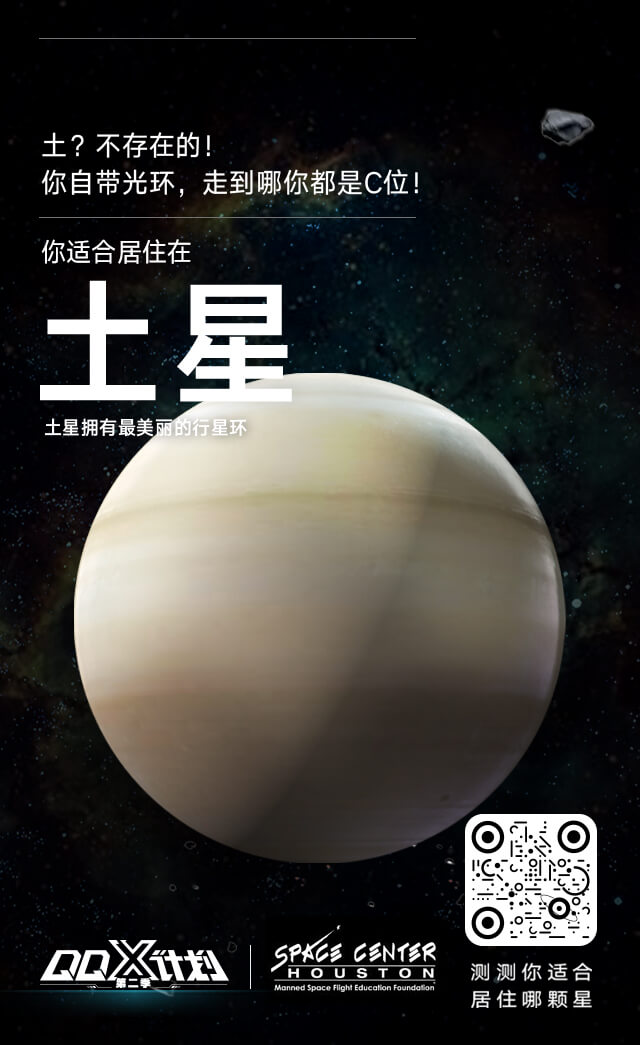 土？不存在的！
你自带光环，走到哪你都是C位！
你适合居住在
土星
土星拥有最美丽的行星环
QQX计划
第二季
SPACE CENTER
HOUSTON
Manned Space Flight Education Foundation
测测你适合
居住哪颗星